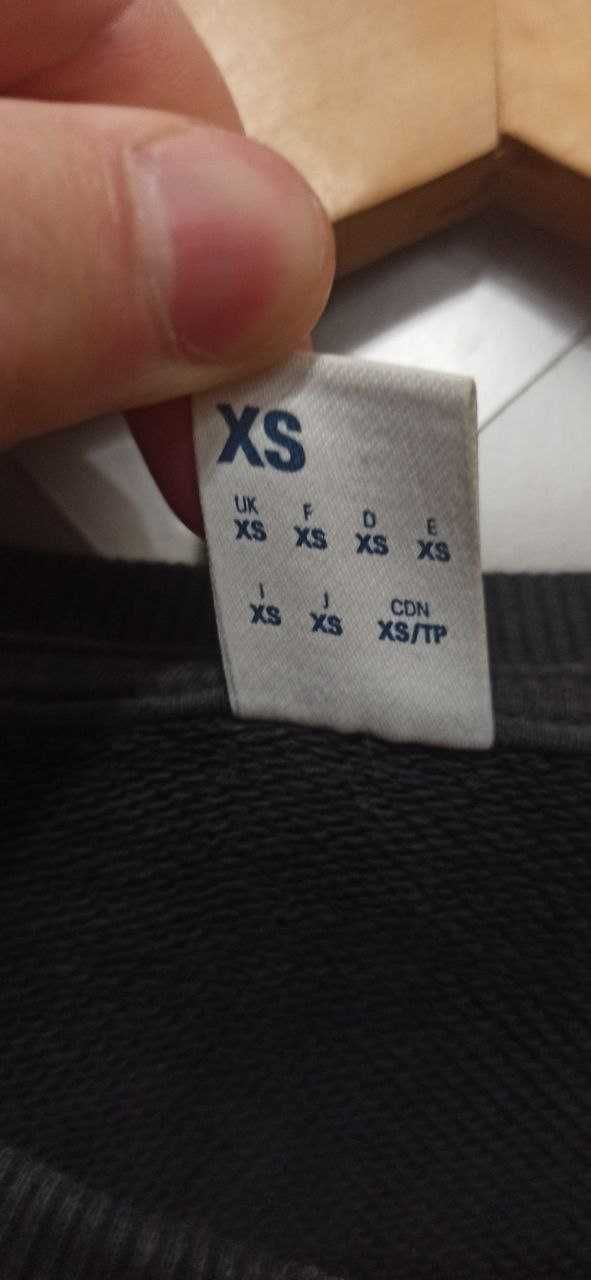 XS
UK F D E
XS XS XS XS
I J CDN
XS XS XS/TP